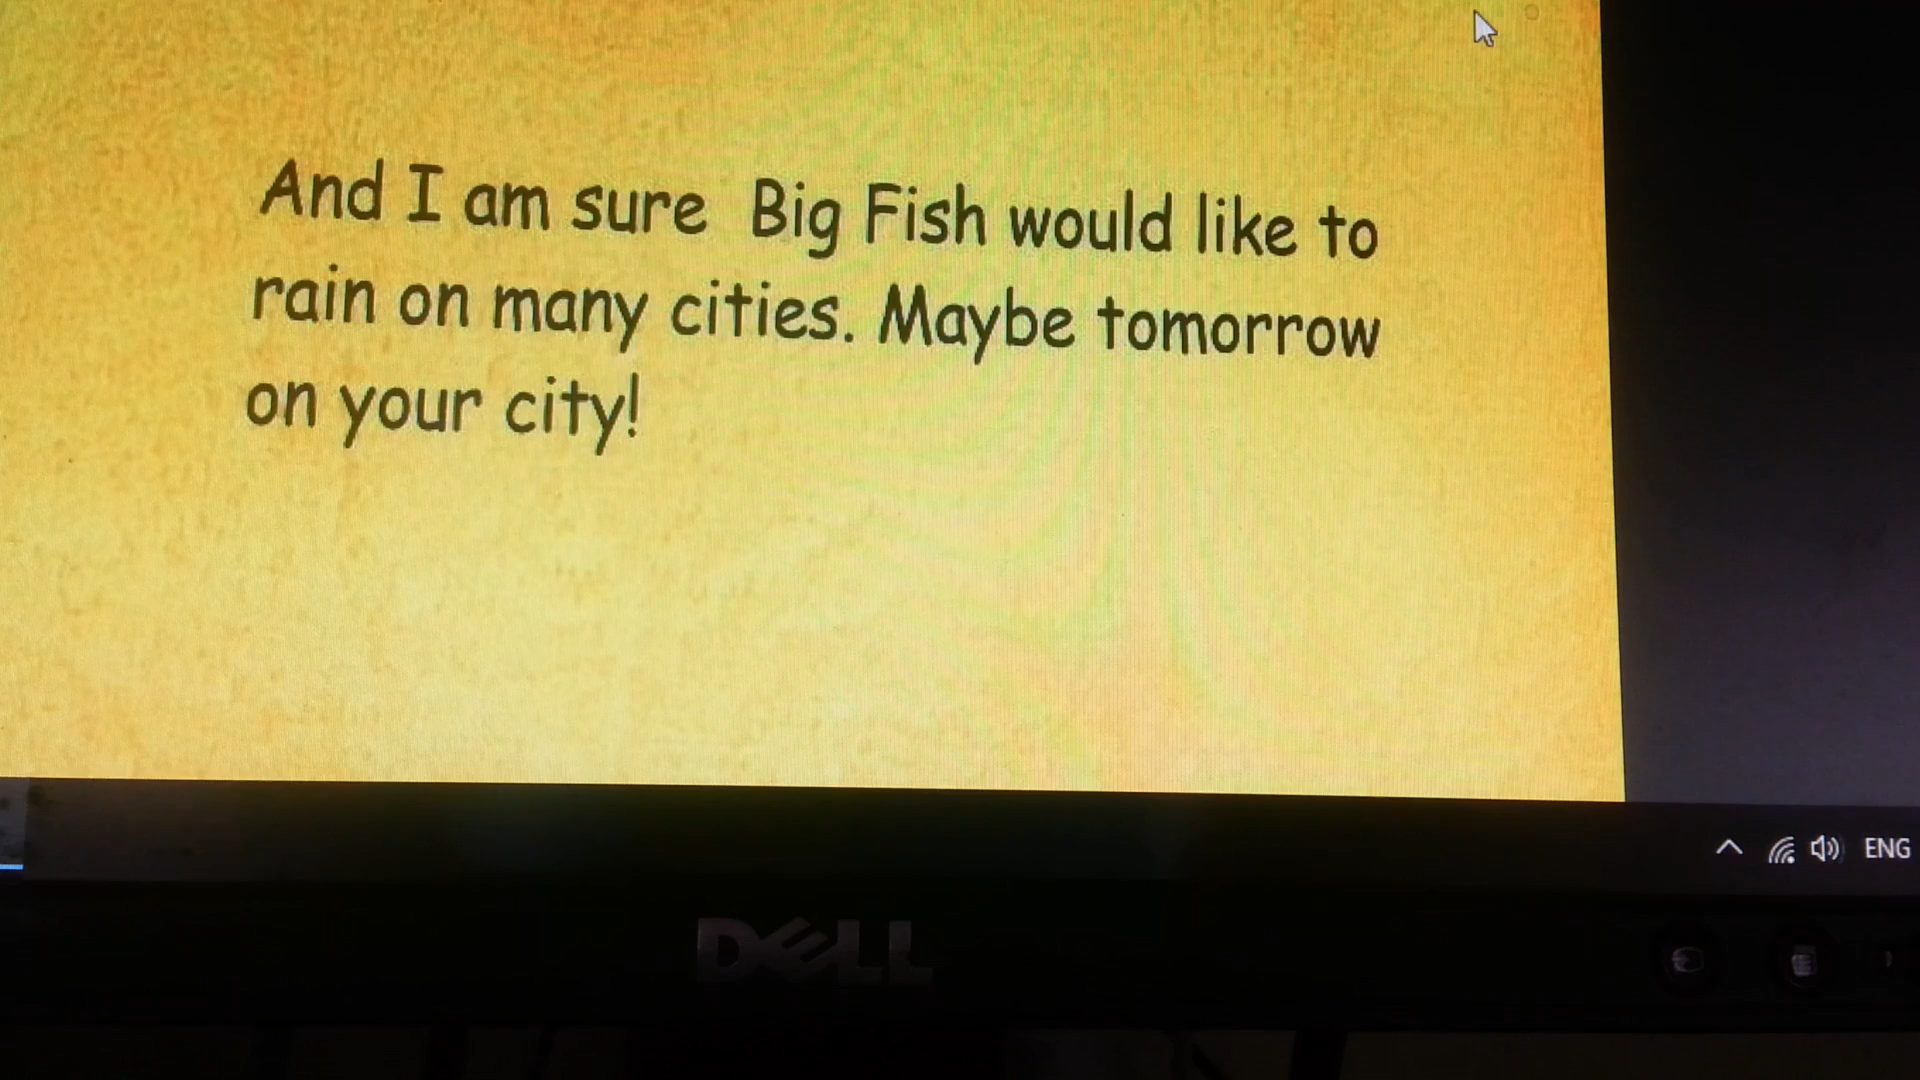 And I am sure  Big Fish would like to
rain on many cities. Maybe tomorrow
on your city!
ENG
DELL